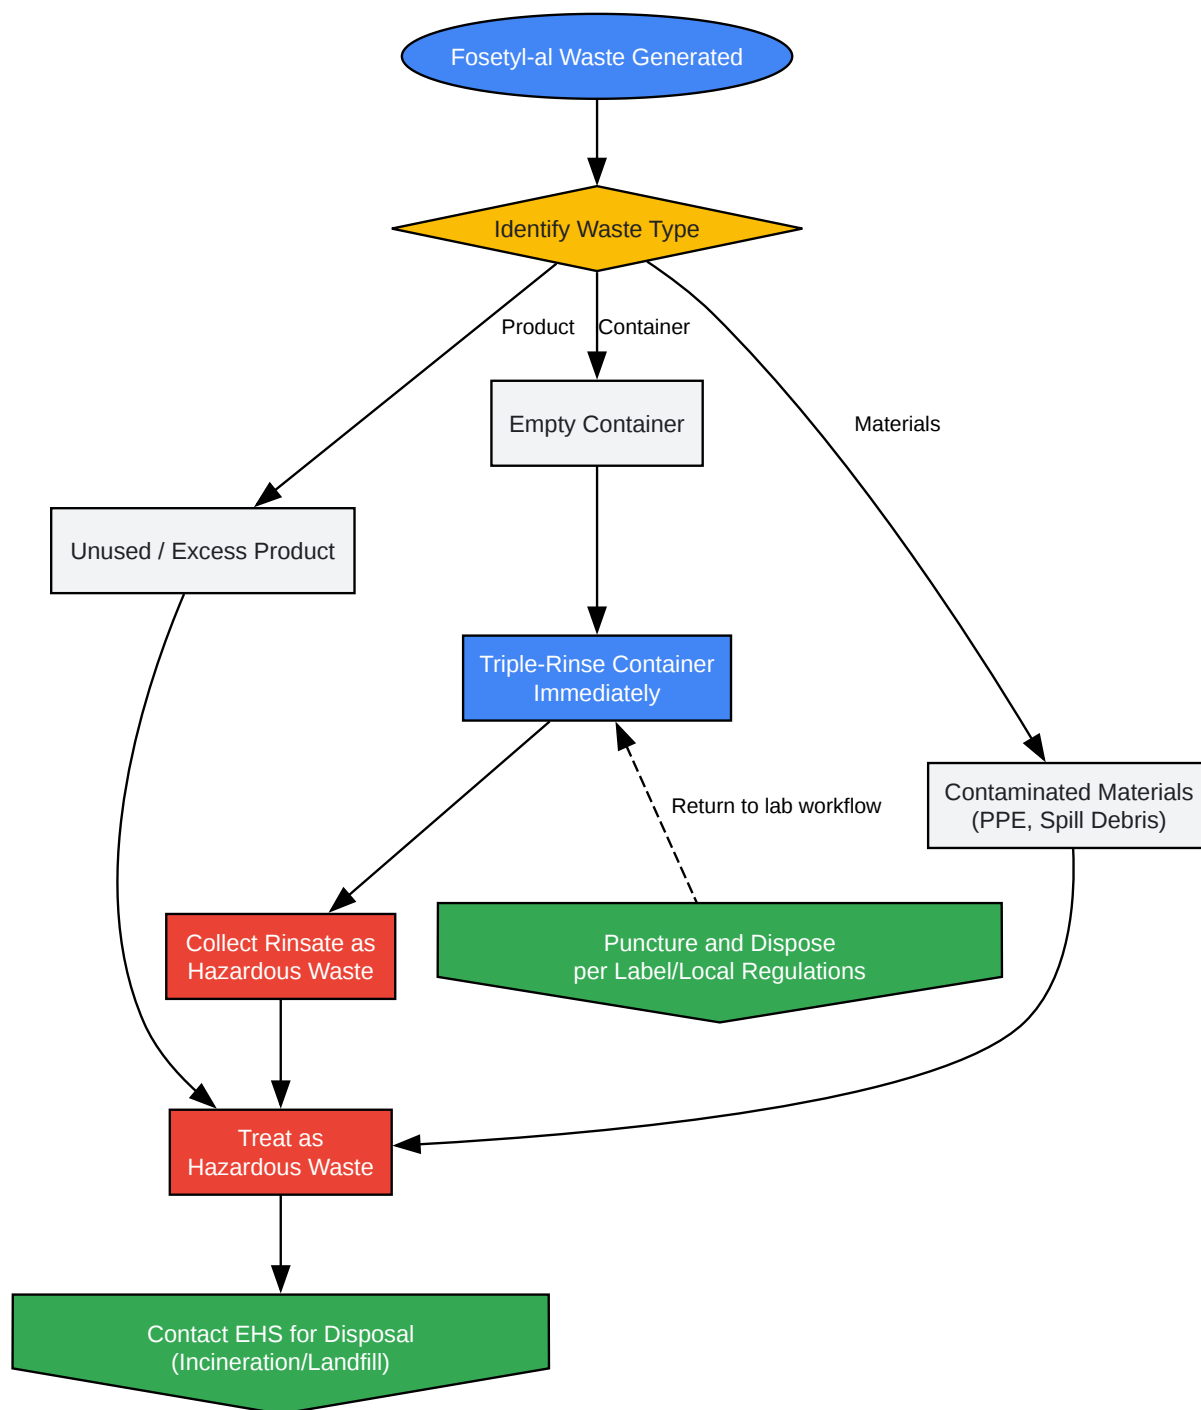 Fosetyl-al Waste Generated
Identify Waste Type
Product
Container
Empty Container
Materials
Unused / Excess Product
Triple-Rinse Container
Immediately
Contaminated Materials
(PPE, Spill Debris)
Return to lab workflow
Collect Rinsate as
Hazardous Waste
Puncture and Dispose
per Label/Local Regulations
Treat as
Hazardous Waste
Contact EHS for Disposal
(Incineration/Landfill)